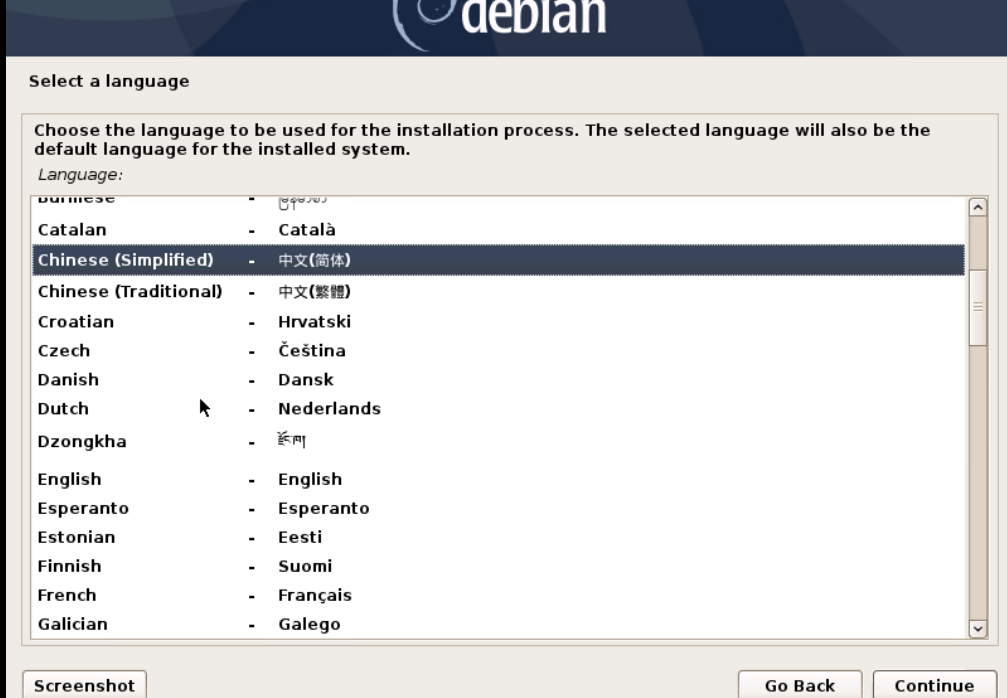 debian
Select a language
Choose the language to be used for the installation process. The selected language will also be the
default language for the installed system.
Language:
Burmese -
Catalan - Català
Chinese (Simplified) - 中文(简体)
Chinese (Traditional) - 中文(繁體)
Croatian - Hrvatski
Czech - Čeština
Danish - Dansk
Dutch - Nederlands
Dzongkha - རྫོང་ཁ།
English - English
Esperanto - Esperanto
Estonian - Eesti
Finnish - Suomi
French - Français
Galician - Galego
Screenshot Go Back Continue